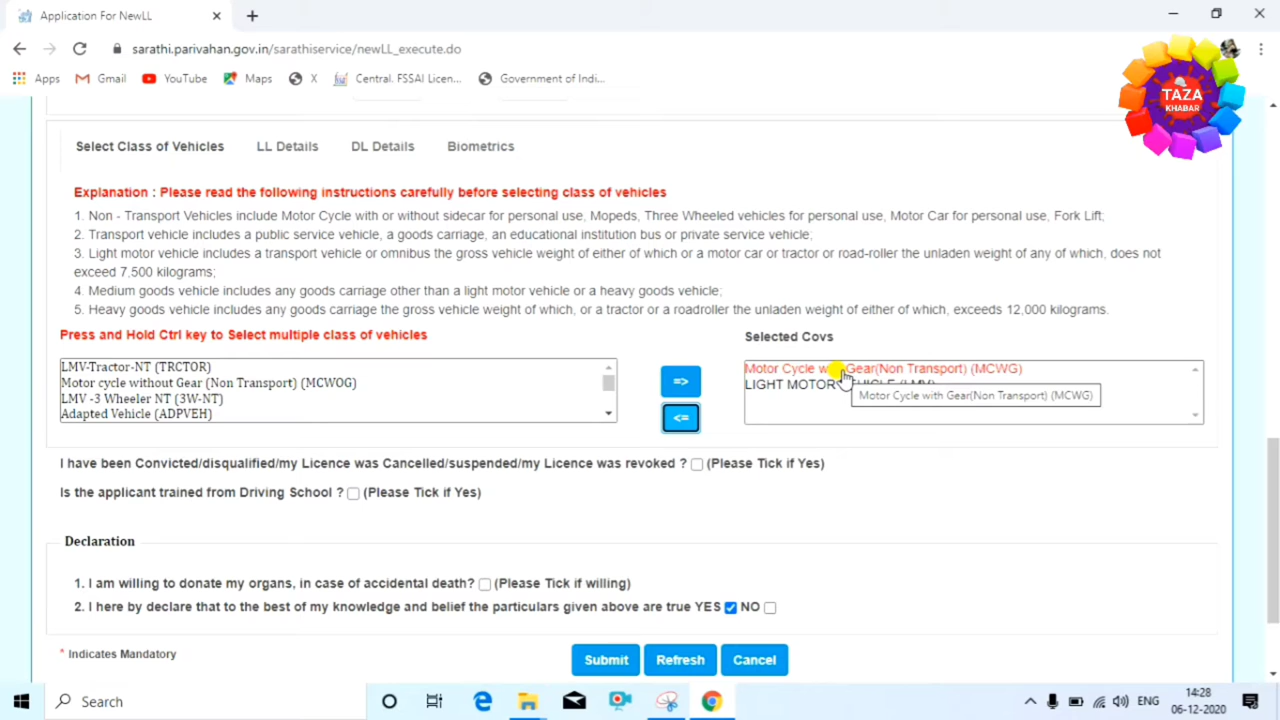 Application For NewLL
sarathi.parivahan.gov.in/sarathiservice/newLL_execute.do
Apps Gmail YouTube Maps X Central. FSSAI Licen... Government of Indi...
TAZA
KHABAR
Select Class of Vehicles LL Details DL Details Biometrics
Explanation : Please read the following instructions carefully before selecting class of vehicles
1. Non - Transport Vehicles include Motor Cycle with or without sidecar for personal use, Mopeds, Three Wheeled vehicles for personal use, Motor Car for personal use, Fork Lift;
2. Transport vehicle includes a public service vehicle, a goods carriage, an educational institution bus or private service vehicle;
3. Light motor vehicle includes a transport vehicle or omnibus the gross vehicle weight of either of which or a motor car or tractor or road-roller the unladen weight of any of which, does not
exceed 7,500 kilograms;
4. Medium goods vehicle includes any goods carriage other than a light motor vehicle or a heavy goods vehicle;
5. Heavy goods vehicle includes any goods carriage the gross vehicle weight of which, or a tractor or a roadroller the unladen weight of either of which, exceeds 12,000 kilograms.
Press and Hold Ctrl key to Select multiple class of vehicles
Selected Covs
LMV-Tractor-NT (TRCTOR)
Motor cycle without Gear (Non Transport) (MCWOG)
LMV -3 Wheeler NT (3W-NT)
Adapted Vehicle (ADPVEH)
=>
<=
Motor Cycle with Gear(Non Transport) (MCWG)
LIGHT MOTOR VEHICLE (LMV)
Motor Cycle with Gear(Non Transport) (MCWG)
I have been Convicted/disqualified/my Licence was Cancelled/suspended/my Licence was revoked ? (Please Tick if Yes)
Is the applicant trained from Driving School ? (Please Tick if Yes)
Declaration
1. I am willing to donate my organs, in case of accidental death? (Please Tick if willing)
2. I here by declare that to the best of my knowledge and belief the particulars given above are true YES NO
* Indicates Mandatory
Submit Refresh Cancel
Search
ENG
14:28
06-12-2020